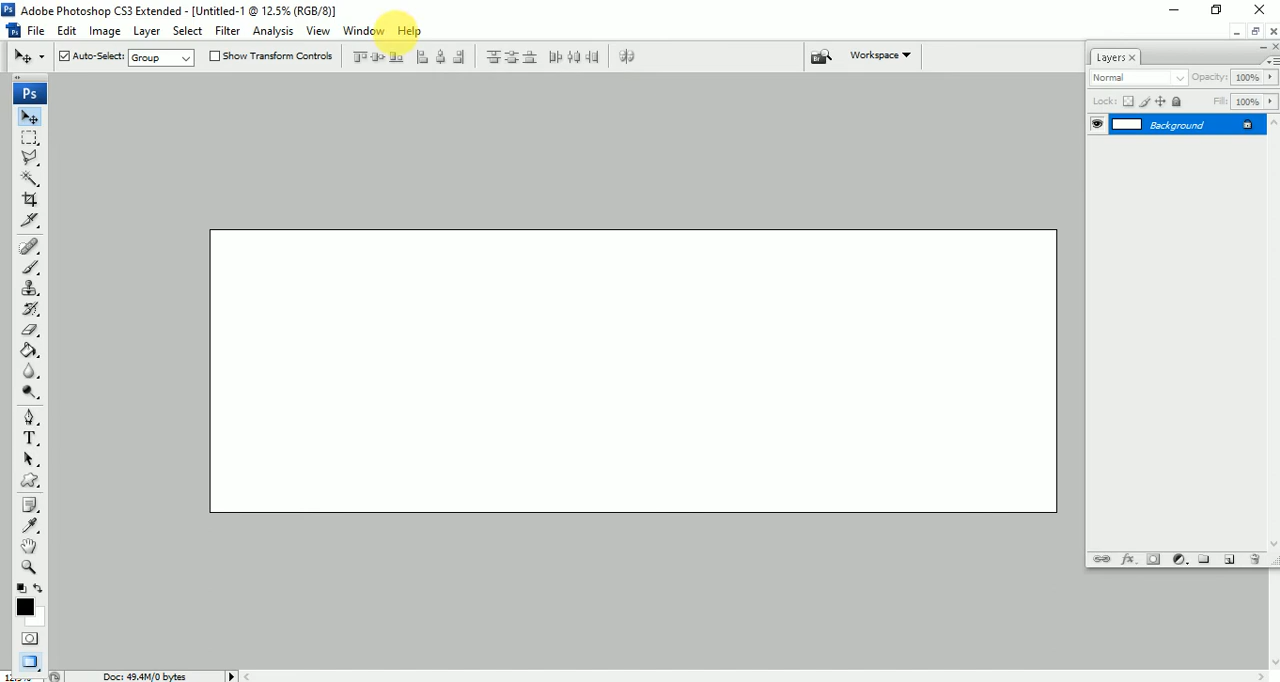 Adobe Photoshop CS3 Extended - [Untitled-1 @ 12.5% (RGB/8)]
File Edit Image Layer Select Filter Analysis View Window Help
Auto-Select: Group Show Transform Controls Workspace
Layers
Normal Opacity: 100%
Lock: Fill: 100%
Background
Ps
T
Doc: 49.4M/0 bytes